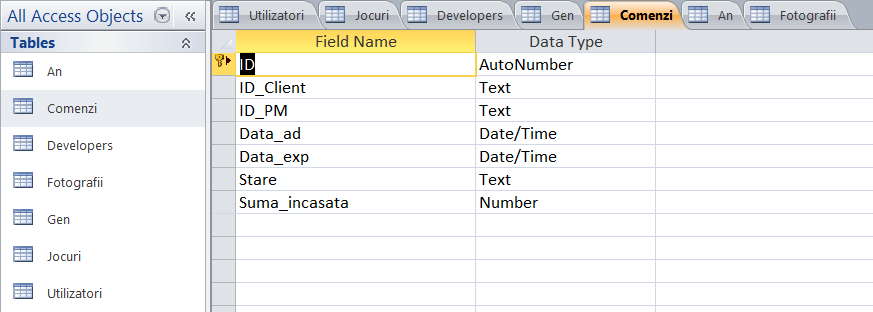 All Access Objects
Tables
An
Comenzi
Developers
Fotografii
Gen
Jocuri
Utilizatori
Utilizatori Jocuri Developers Gen Comenzi An Fotografii
Field Name Data Type
ID AutoNumber
ID_Client Text
ID_PM Text
Data_ad Date/Time
Data_exp Date/Time
Stare Text
Suma_incasata Number